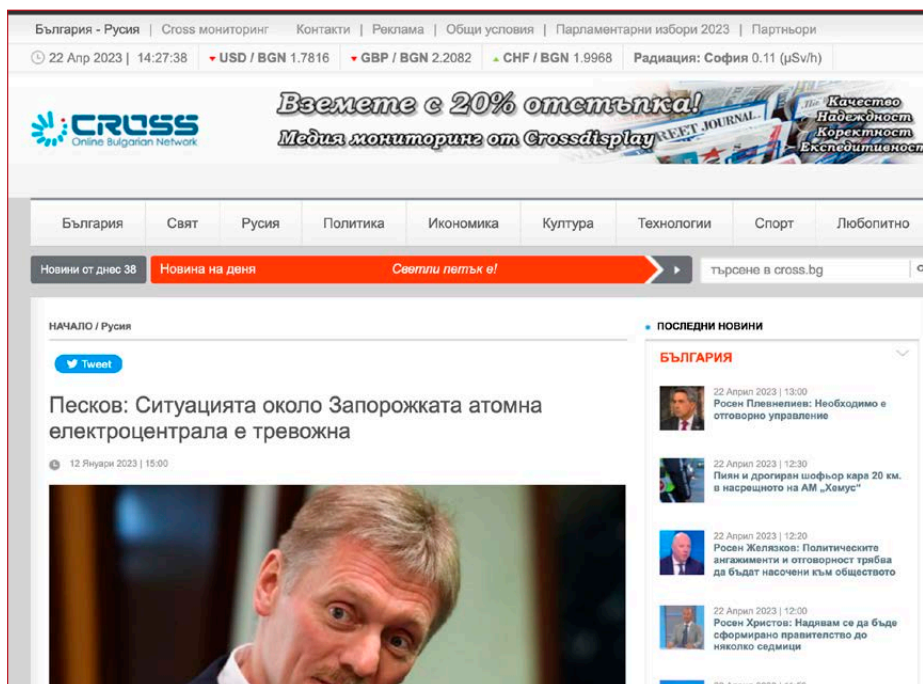 България - Русия | Cross мониторинг Контакти | Реклама | Общи условия | Парламентарни избори 2023 | Партньори
22 Апр 2023 | 14:27:38 USD / BGN 1.7816 GBP / BGN 2.2082 CHF / BGN 1.9968 Радиация: София 0.11 (µSv/h)
Вземете с 20% отстъпка!
Медия мониторинг от Crossdisplay
REET JOURNAL.
Качество
Надеждност
Коректност
Експедитивност
CROSS
Online Bulgarian Network
България Свят Русия Политика Икономика Култура Технологии Спорт Любопитно
Новини от днес 38 Новина на деня Светли петък е! търсене в cross.bg
НАЧАЛО / Русия
Tweet
Песков: Ситуацията около Запорожката атомна
електроцентрала е тревожна
12 Януари 2023 | 15:00
ПОСЛЕДНИ НОВИНИ
БЪЛГАРИЯ
22 Април 2023 | 13:00
Росен Плевнелиев: Необходимо е
отговорно управление
22 Април 2023 | 12:30
Пиян и дрогиран шофьор кара 20 км.
в насрещното на АМ „Хемус“
22 Април 2023 | 12:20
Росен Желязков: Политическите
ангажименти и отговорност трябва
да бъдат насочени към обществото
22 Април 2023 | 12:00
Росен Христов: Надявам се да бъде
сформирано правителство до
няколко седмици